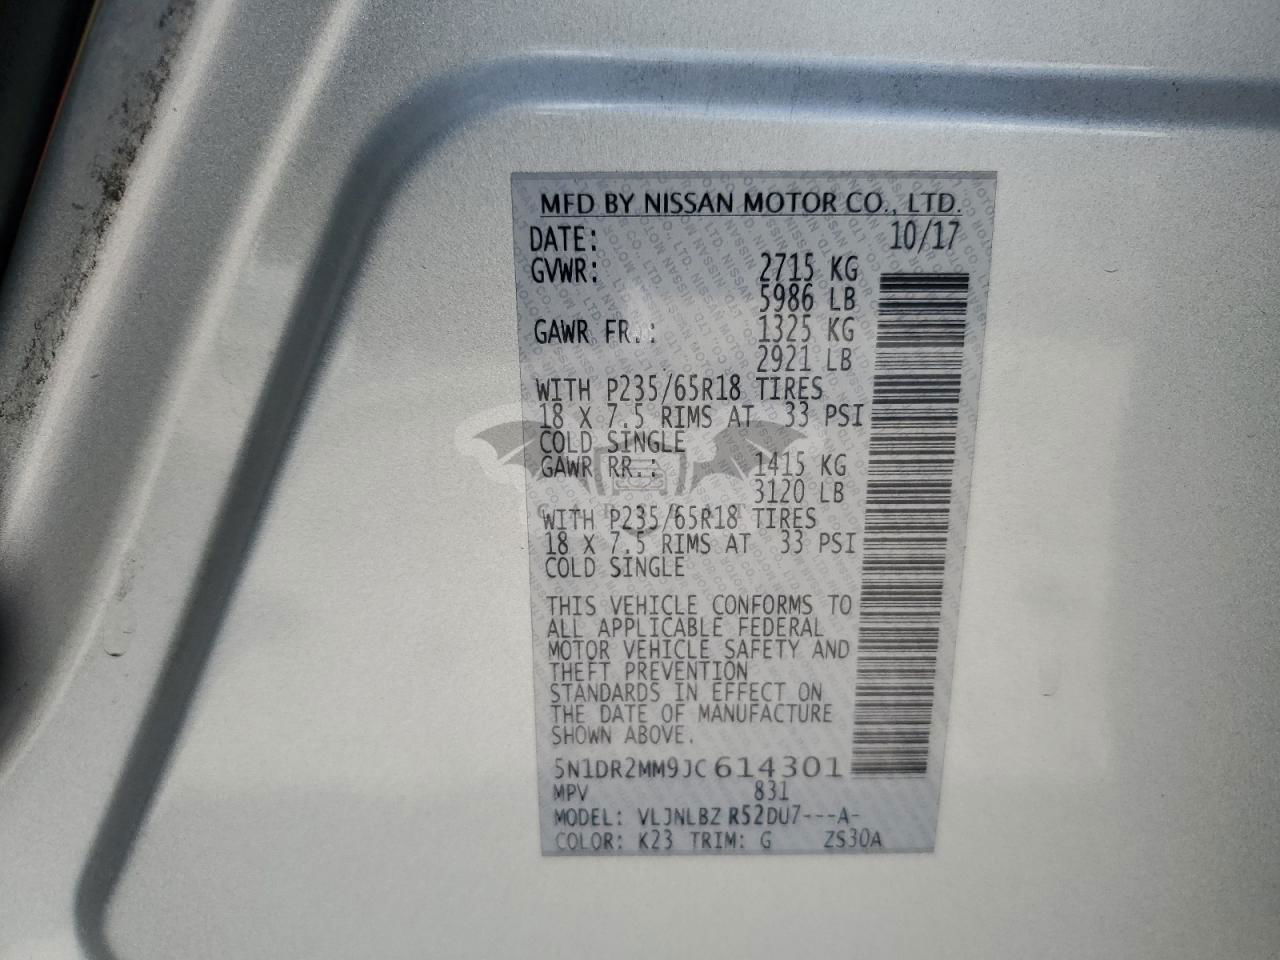 MFD BY NISSAN MOTOR CO., LTD.
DATE: 10/17
GVWR: 2715 KG
5986 LB
GAWR FR.: 1325 KG
2921 LB
WITH P235/65R18 TIRES
18 X 7.5 RIMS AT 33 PSI
COLD SINGLE
GAWR RR.: 1415 KG
3120 LB
WITH P235/65R18 TIRES
18 X 7.5 RIMS AT 33 PSI
COLD SINGLE
THIS VEHICLE CONFORMS TO
ALL APPLICABLE FEDERAL
MOTOR VEHICLE SAFETY AND
THEFT PREVENTION
STANDARDS IN EFFECT ON
THE DATE OF MANUFACTURE
SHOWN ABOVE.
5N1DR2MM9JC614301
MPV 831
MODEL: VLJNLBZ R52DU7---A-
COLOR: K23 TRIM: G ZS30A